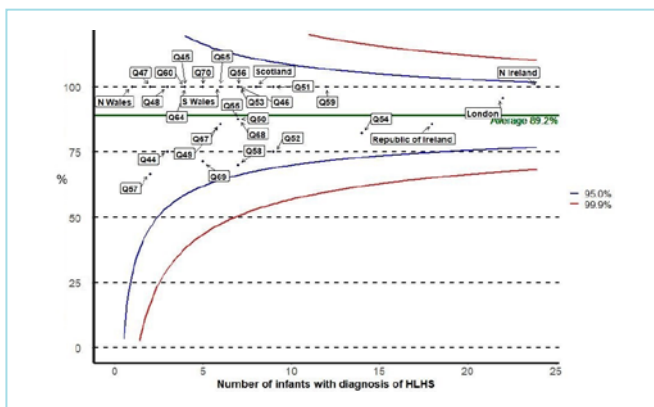 Q45
Q65
Q47
Q60
Q70
Q56
Scotland
N Ireland
100
N Wales
Q48
S Wales
Q53
Q46
Q51
Q59
London
Q64
Q55
Q50
Q54
Average 89.2%
Q67
Q68
Q52
Republic of Ireland
75
Q44
Q49
Q58
%
Q57
Q69
95.0%
99.9%
50
25
0
0
5
10
15
20
25
Number of infants with diagnosis of HLHS